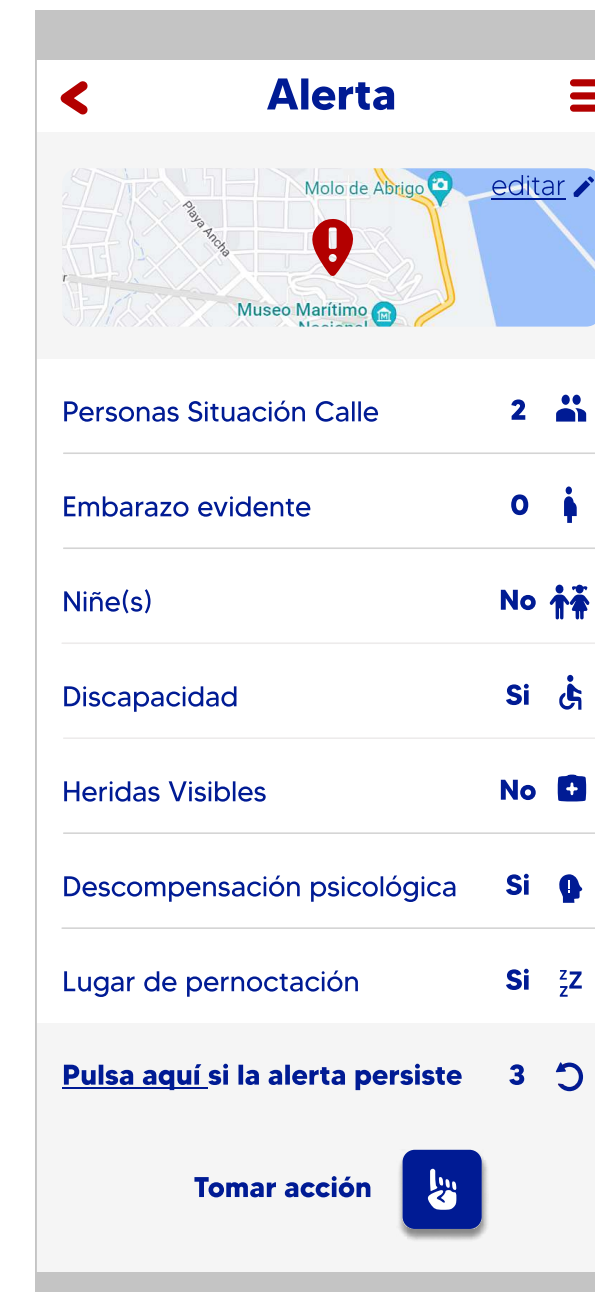 Alerta
Molo de Abrigo
editar
Playa Ancha
Museo Marítimo
Nacional
Personas Situación Calle 2
Embarazo evidente 0
Niñe(s) No
Discapacidad Si
Heridas Visibles No
Descompensación psicológica Si
Lugar de pernoctación Si zZz
Pulsa aquí si la alerta persiste 3
Tomar acción